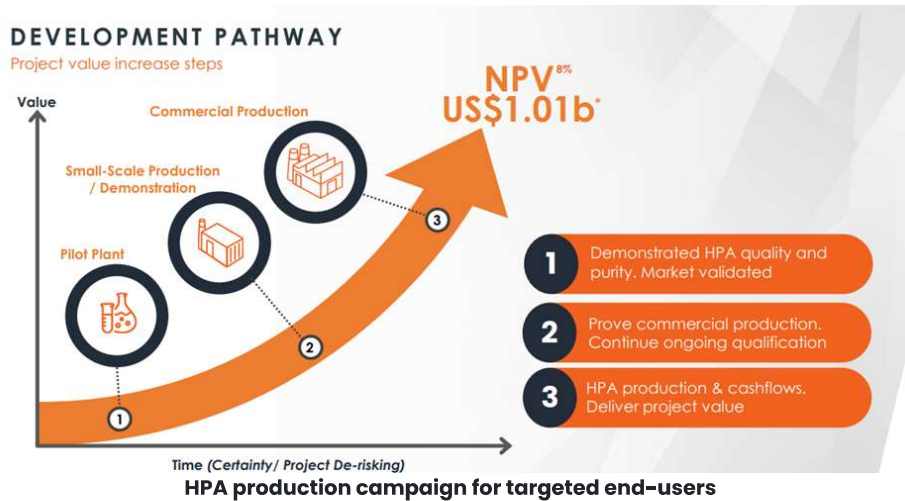 DEVELOPMENT PATHWAY
Project value increase steps
NPV8%
US$1.01b*
Value
Commercial Production
Small-Scale Production
/ Demonstration
Pilot Plant
3
2
1
1
Demonstrated HPA quality and
purity. Market validated
2
Prove commercial production.
Continue ongoing qualification
3
HPA production & cashflows.
Deliver project value
Time (Certainty/ Project De-risking)
HPA production campaign for targeted end-users